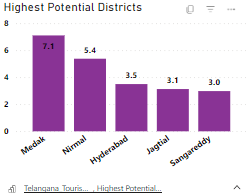 Highest Potential Districts
8
6
4
2
0
7.1
5.4
3.5
3.1
3.0
Medak
Nirmal
Hyderabad
Jagtial
Sangareddy
Telangana Touris... , Highest Potential...